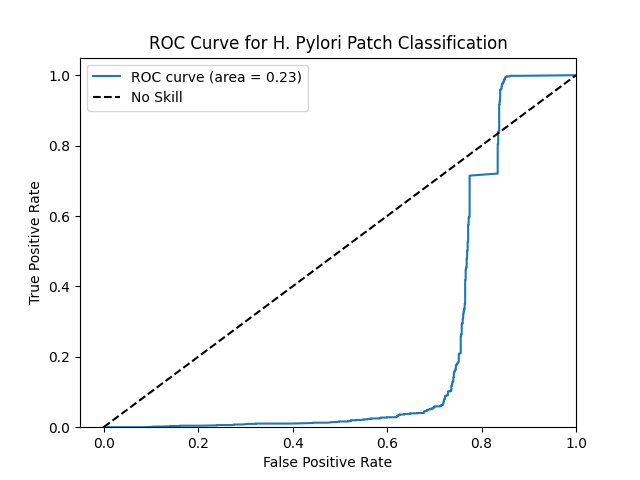 ROC Curve for H. Pylori Patch Classification
ROC curve (area = 0.23)
No Skill
True Positive Rate
1.0
0.8
0.6
0.4
0.2
0.0
0.0 0.2 0.4 0.6 0.8 1.0
False Positive Rate